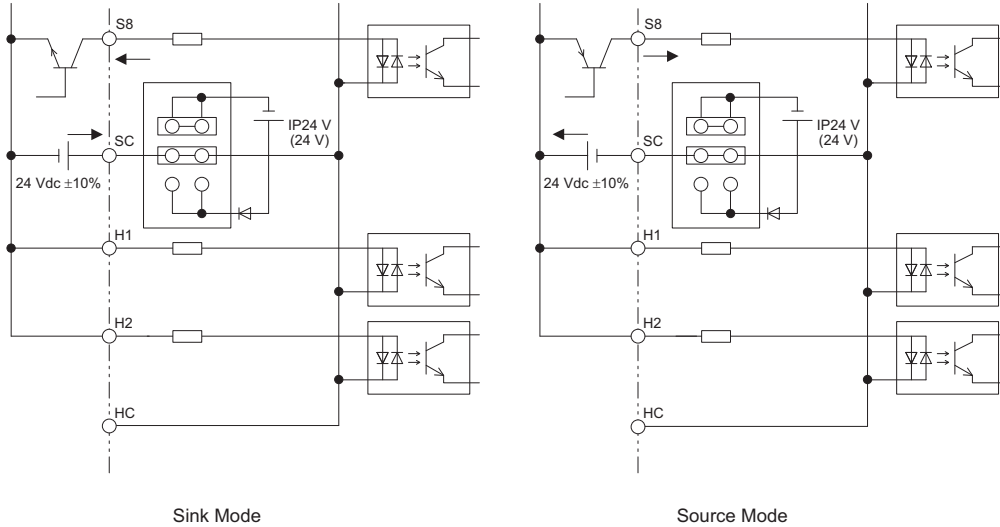 S8
IP24 V
(24 V)
SC
24 Vdc ±10%
H1
H2
HC
Sink Mode
S8
IP24 V
(24 V)
SC
24 Vdc ±10%
H1
H2
HC
Source Mode